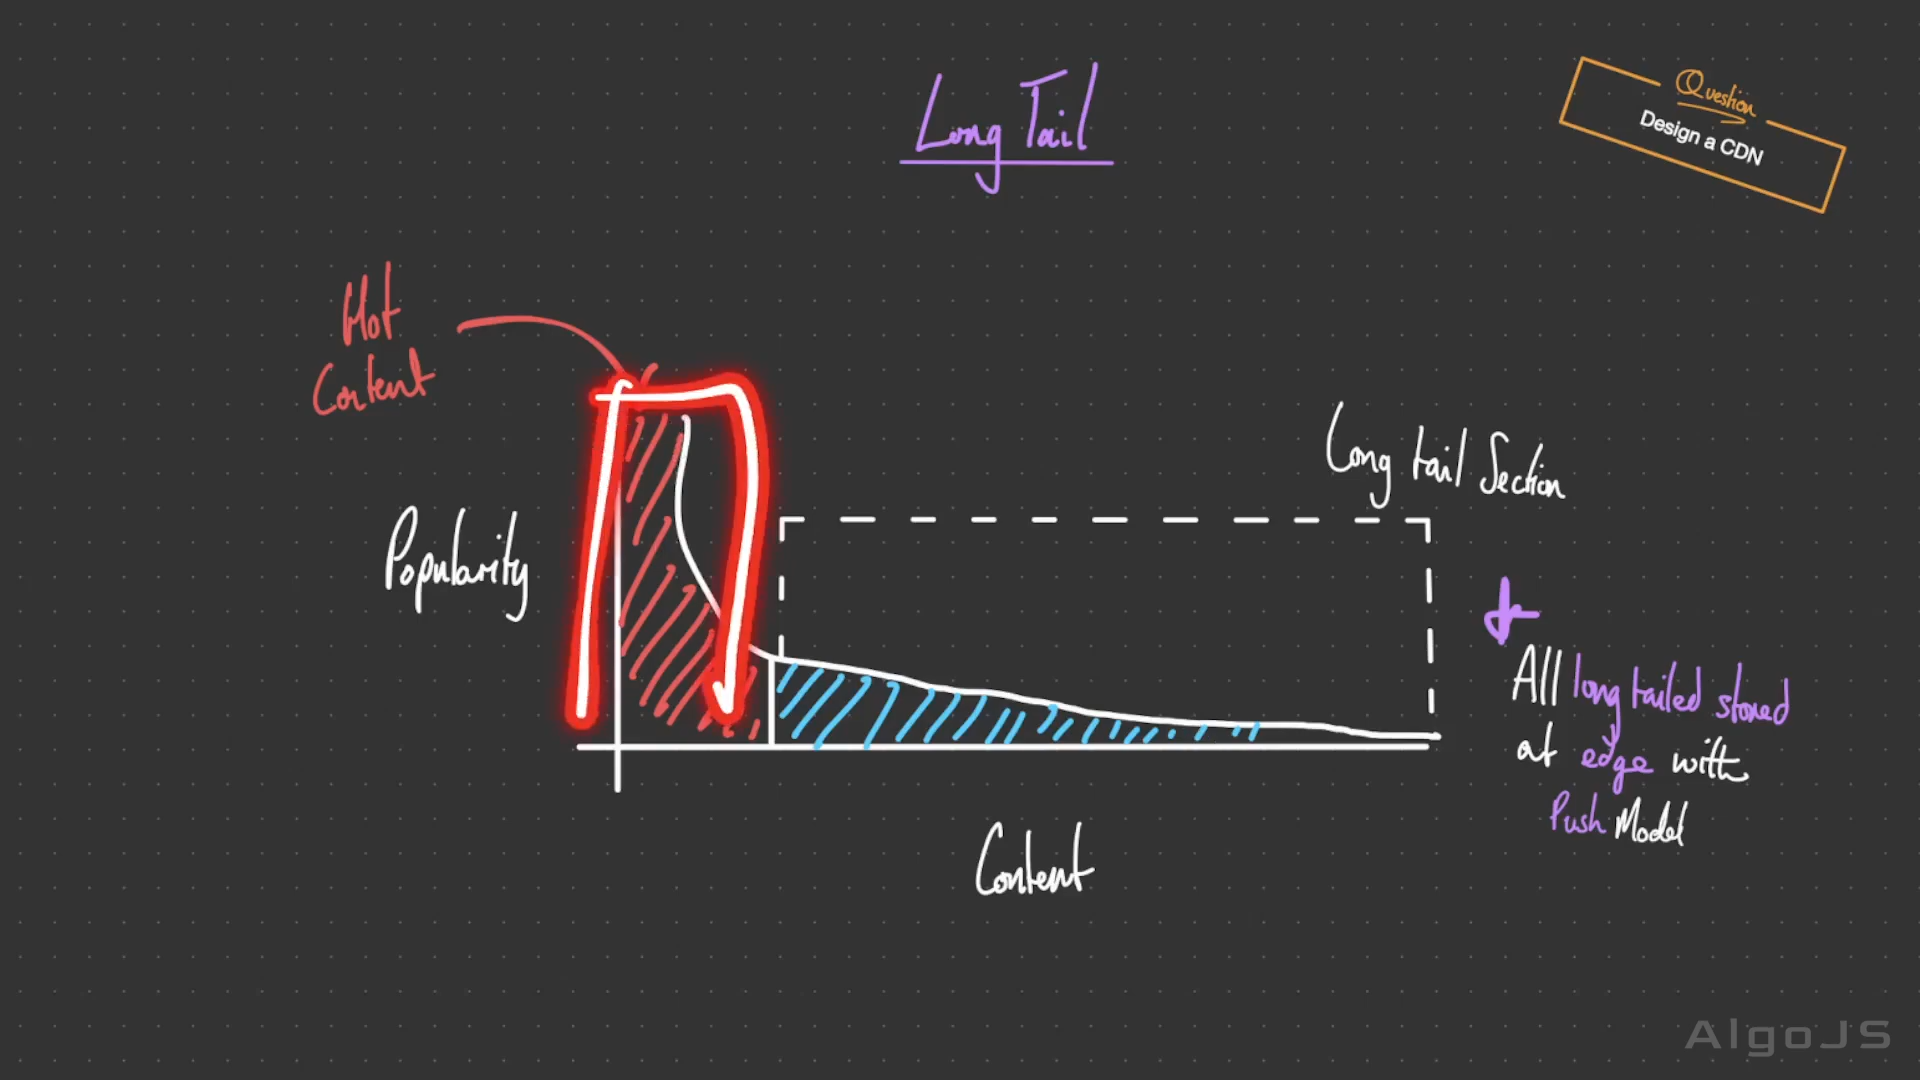 Long Tail
Question
Design a CDN
Hot
Content
Popularity
Long tail Section
All long tailed stored
at edge with
Push Model
Content
AlgoJS